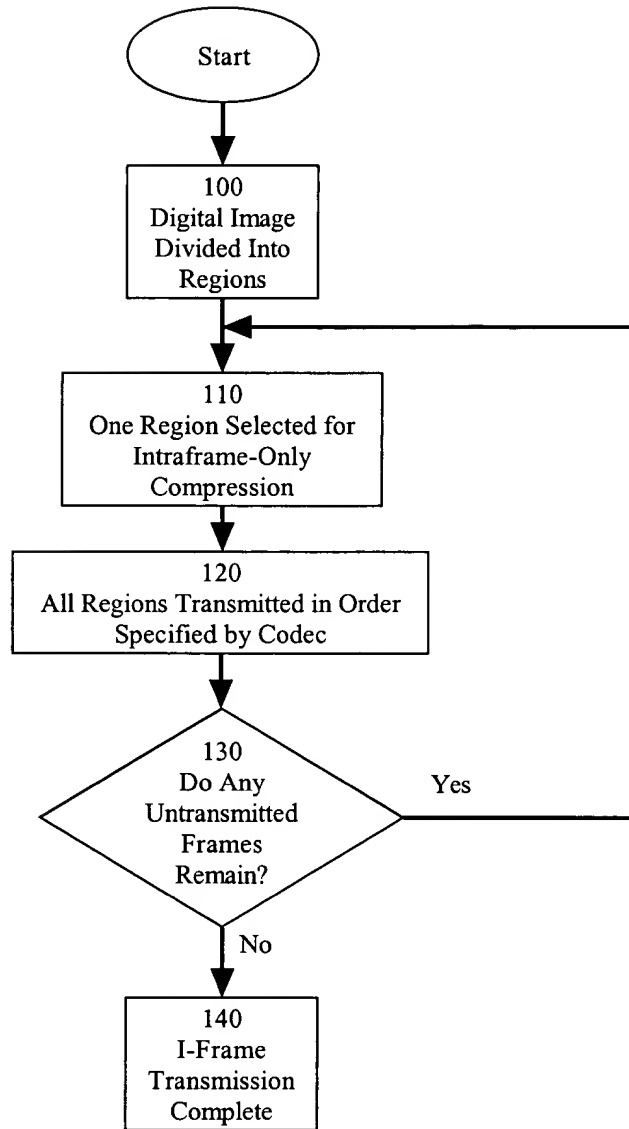 Start
100
Digital Image
Divided Into
Regions
110
One Region Selected for
Intraframe-Only
Compression
120
All Regions Transmitted in Order
Specified by Codec
130
Do Any
Untransmitted
Frames
Remain?
Yes
No
140
I-Frame
Transmission
Complete